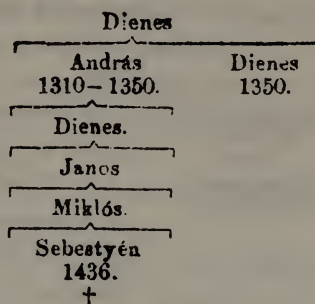 Dienes
András Dienes
1310–1350. 1350.
Dienes.
Janos
Miklós.
Sebestyén
1436.
†